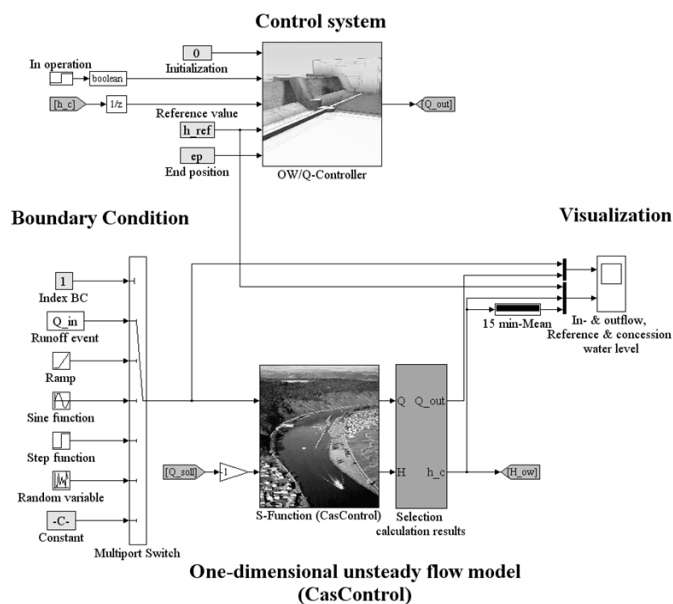 Control system
In operation
boolean
0
Initialization
[h_c]
1/z
Reference value
h_ref
ep
End position
OW/Q-Controller
[Q_out]
Boundary Condition
Visualization
1
Index BC
Q_in
Runoff event
Ramp
Sine function
Step function
Random variable
-C-
Constant
Multiport Switch
[Q_soll]
-1
S-Function (CasControl)
Q
Q_out
H
h_c
Selection
calculation results
[H_ow]
15 min-Mean
In- & outflow,
Reference & concession
water level
One-dimensional unsteady flow model
(CasControl)